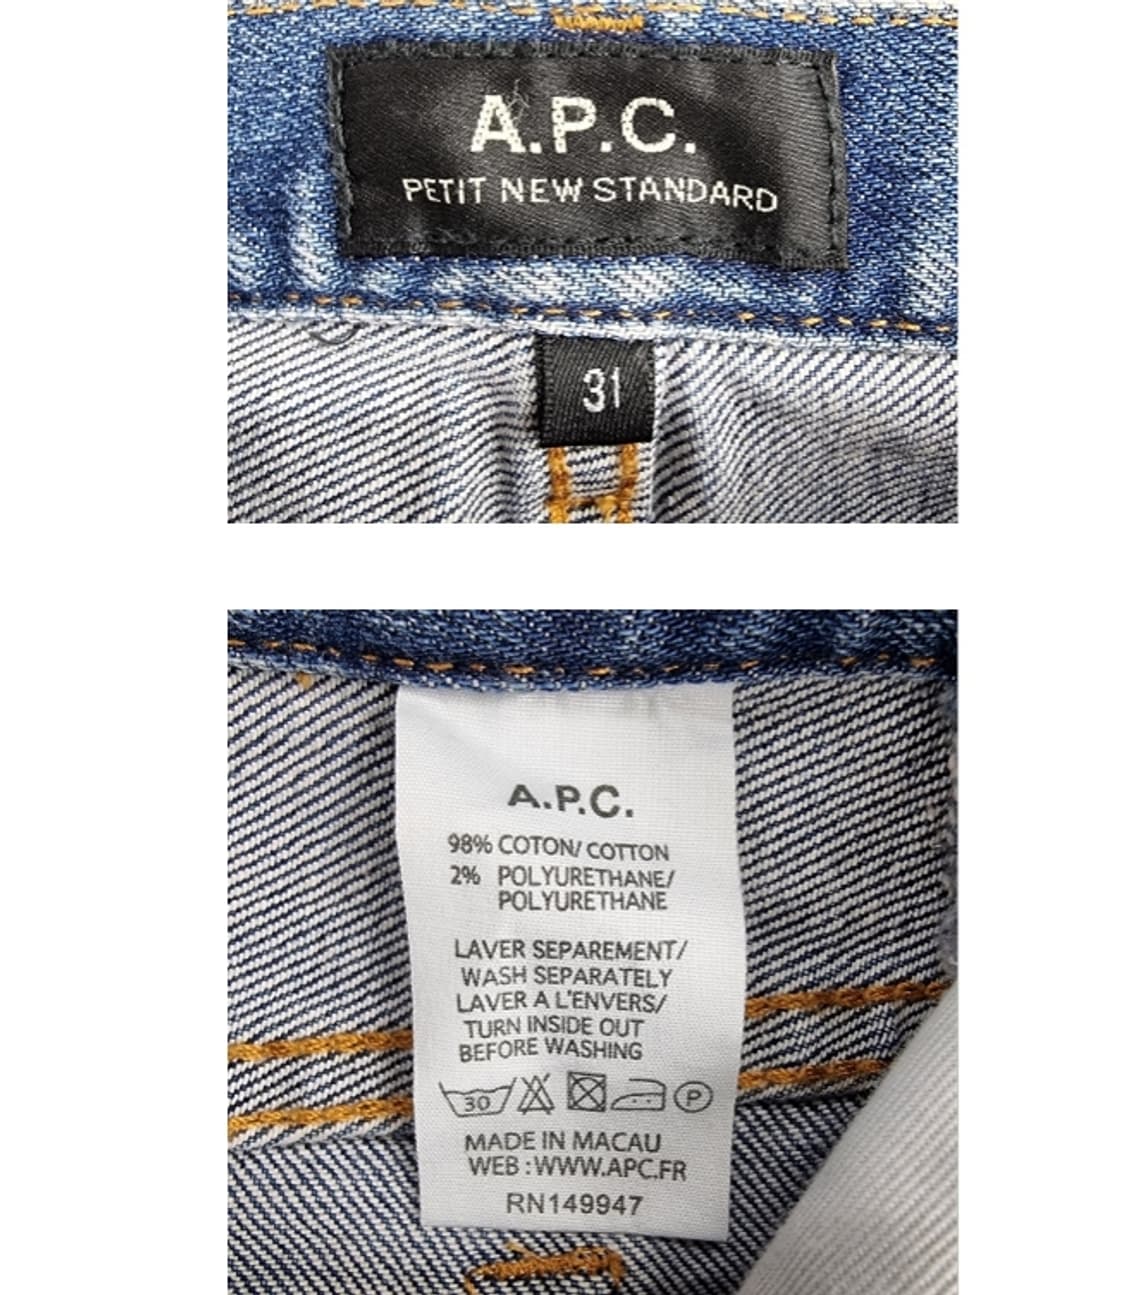 A.P.C.
PETIT NEW STANDARD
31
A.P.C.
98% COTON/ COTTON
2% POLYURETHANE/
POLYURETHANE
LAVER SEPAREMENT/
WASH SEPARATELY
LAVER A L'ENVERS/
TURN INSIDE OUT
BEFORE WASHING
30 P
MADE IN MACAU
WEB : WWW.APC.FR
RN149947